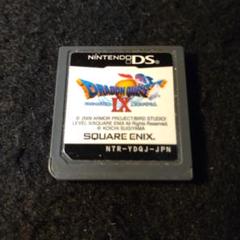 NINTENDO DS
DRAGON QUEST
IX
© 2009 ARMOR PROJECT/BIRD STUDIO/
LEVEL-5/SQUARE ENIX All Rights Reserved.
© KOICHI SUGIYAMA
SQUARE ENIX.
NTR-YDQJ-JPN